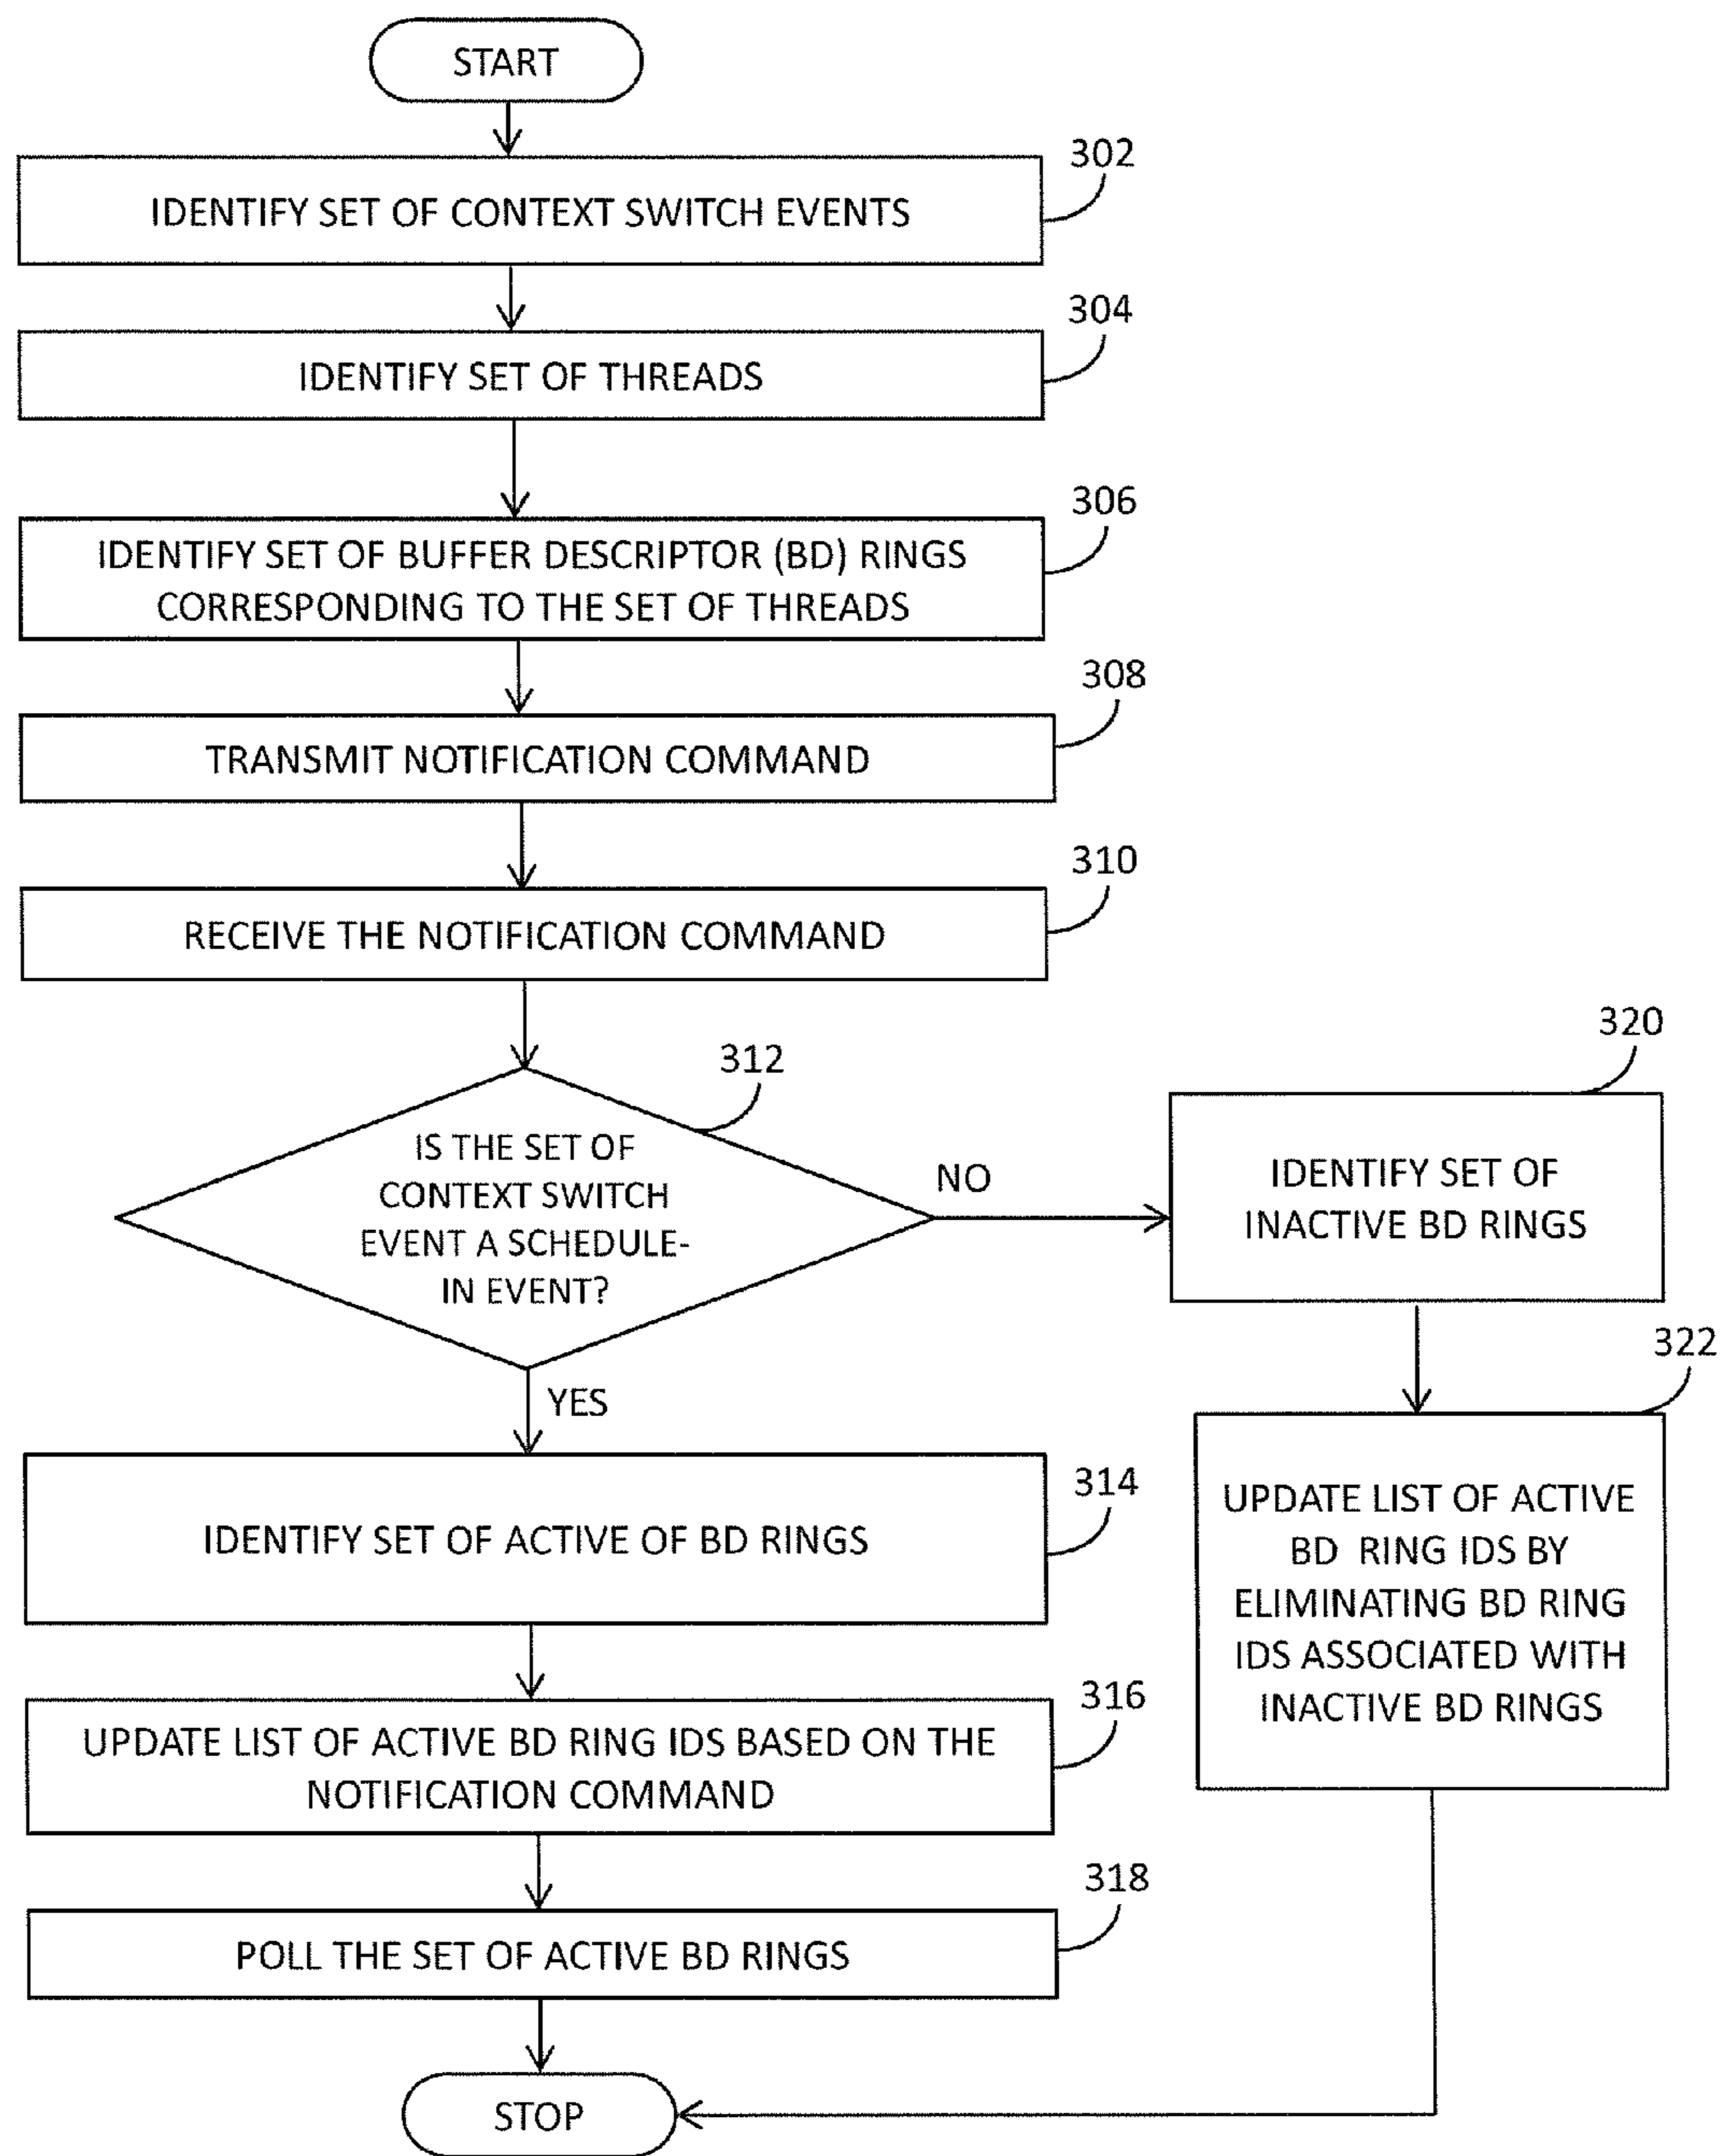 START
302
IDENTIFY SET OF CONTEXT SWITCH EVENTS
304
IDENTIFY SET OF THREADS
306
IDENTIFY SET OF BUFFER DESCRIPTOR (BD) RINGS
CORRESPONDING TO THE SET OF THREADS
308
TRANSMIT NOTIFICATION COMMAND
310
RECEIVE THE NOTIFICATION COMMAND
312
IS THE SET OF
CONTEXT SWITCH
EVENT A SCHEDULE-
IN EVENT?
NO
320
IDENTIFY SET OF
INACTIVE BD RINGS
322
UPDATE LIST OF ACTIVE
BD RING IDS BY
ELIMINATING BD RING
IDS ASSOCIATED WITH
INACTIVE BD RINGS
YES
314
IDENTIFY SET OF ACTIVE OF BD RINGS
316
UPDATE LIST OF ACTIVE BD RING IDS BASED ON THE
NOTIFICATION COMMAND
318
POLL THE SET OF ACTIVE BD RINGS
STOP